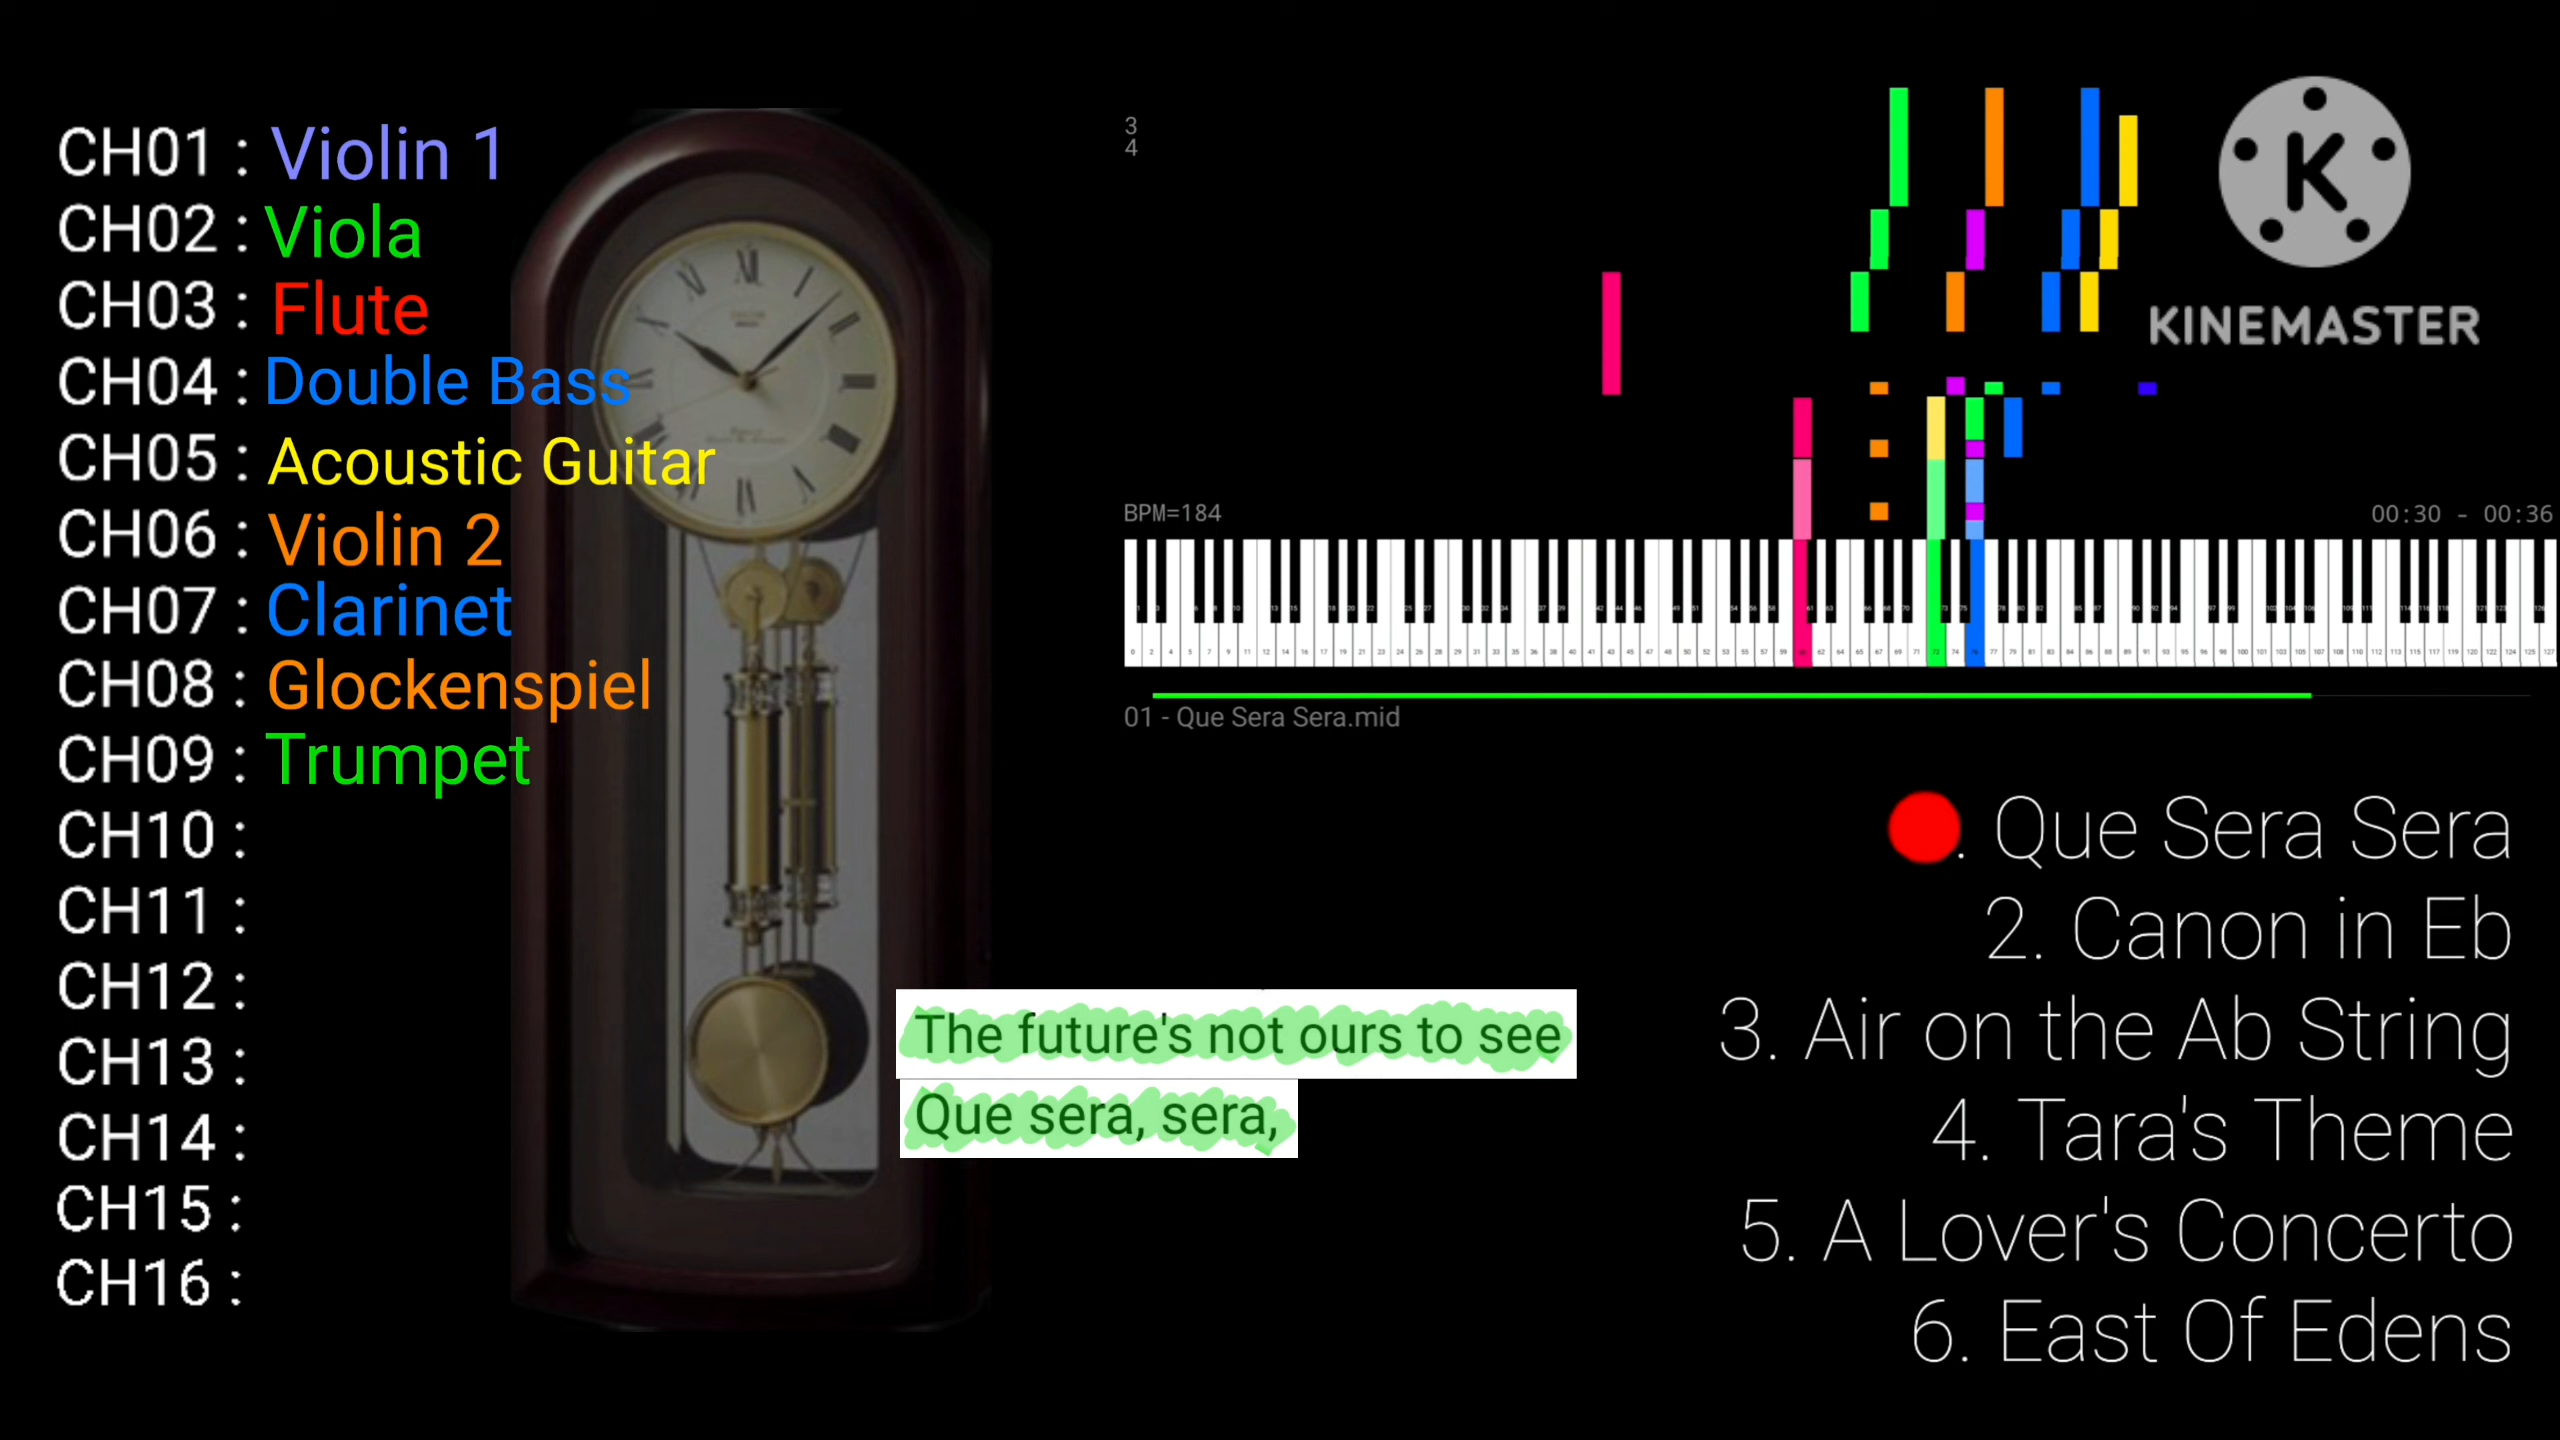 CH01 : Violin 1
CH02 : Viola
CH03 : Flute
CH04 : Double Bass
CH05 : Acoustic Guitar
CH06 : Violin 2
CH07 : Clarinet
CH08 : Glockenspiel
CH09 : Trumpet
CH10 :
CH11 :
CH12 :
CH13 :
CH14 :
CH15 :
CH16 :
3
4
K
KINEMASTER
BPM=184
00:30 - 00:36
01 - Que Sera Sera.mid
. Que Sera Sera
2. Canon in Eb
3. Air on the Ab String
4. Tara's Theme
5. A Lover's Concerto
6. East Of Edens
The future's not ours to see
Que sera, sera,